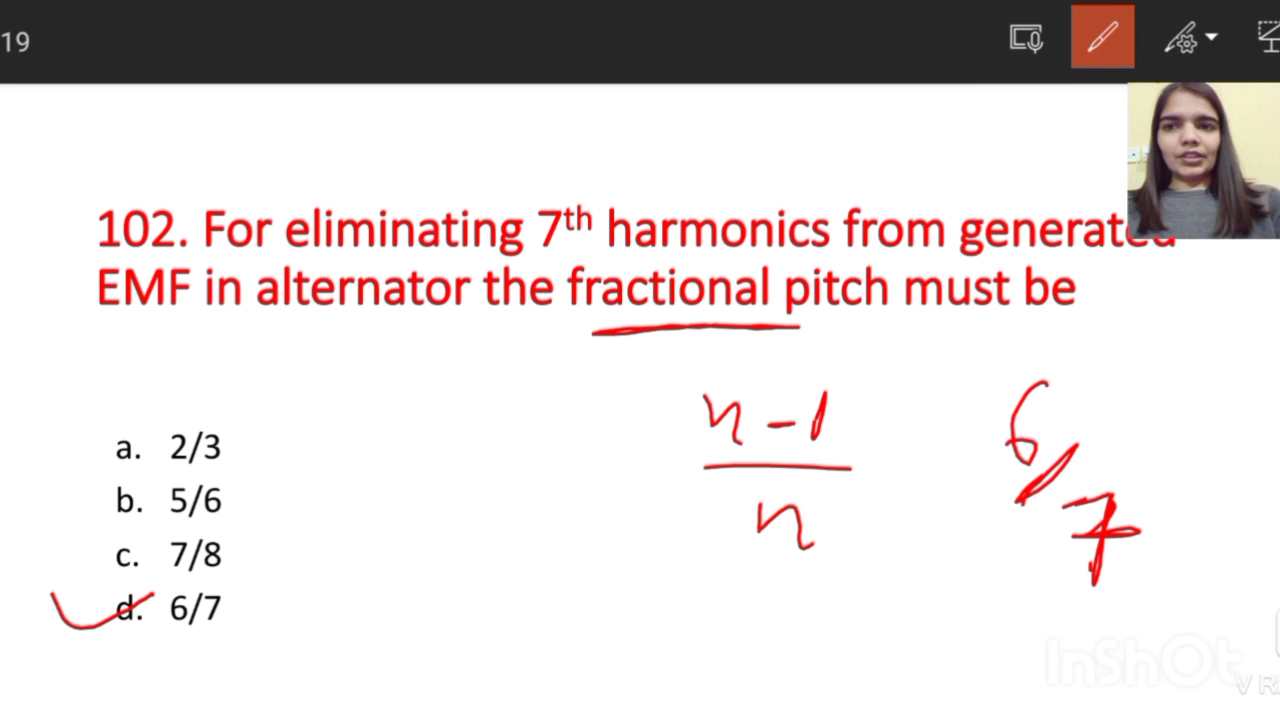 19
102. For eliminating 7th harmonics from generated
EMF in alternator the fractional pitch must be
n-1
n
6/7
a. 2/3
b. 5/6
c. 7/8
d. 6/7
InShOt